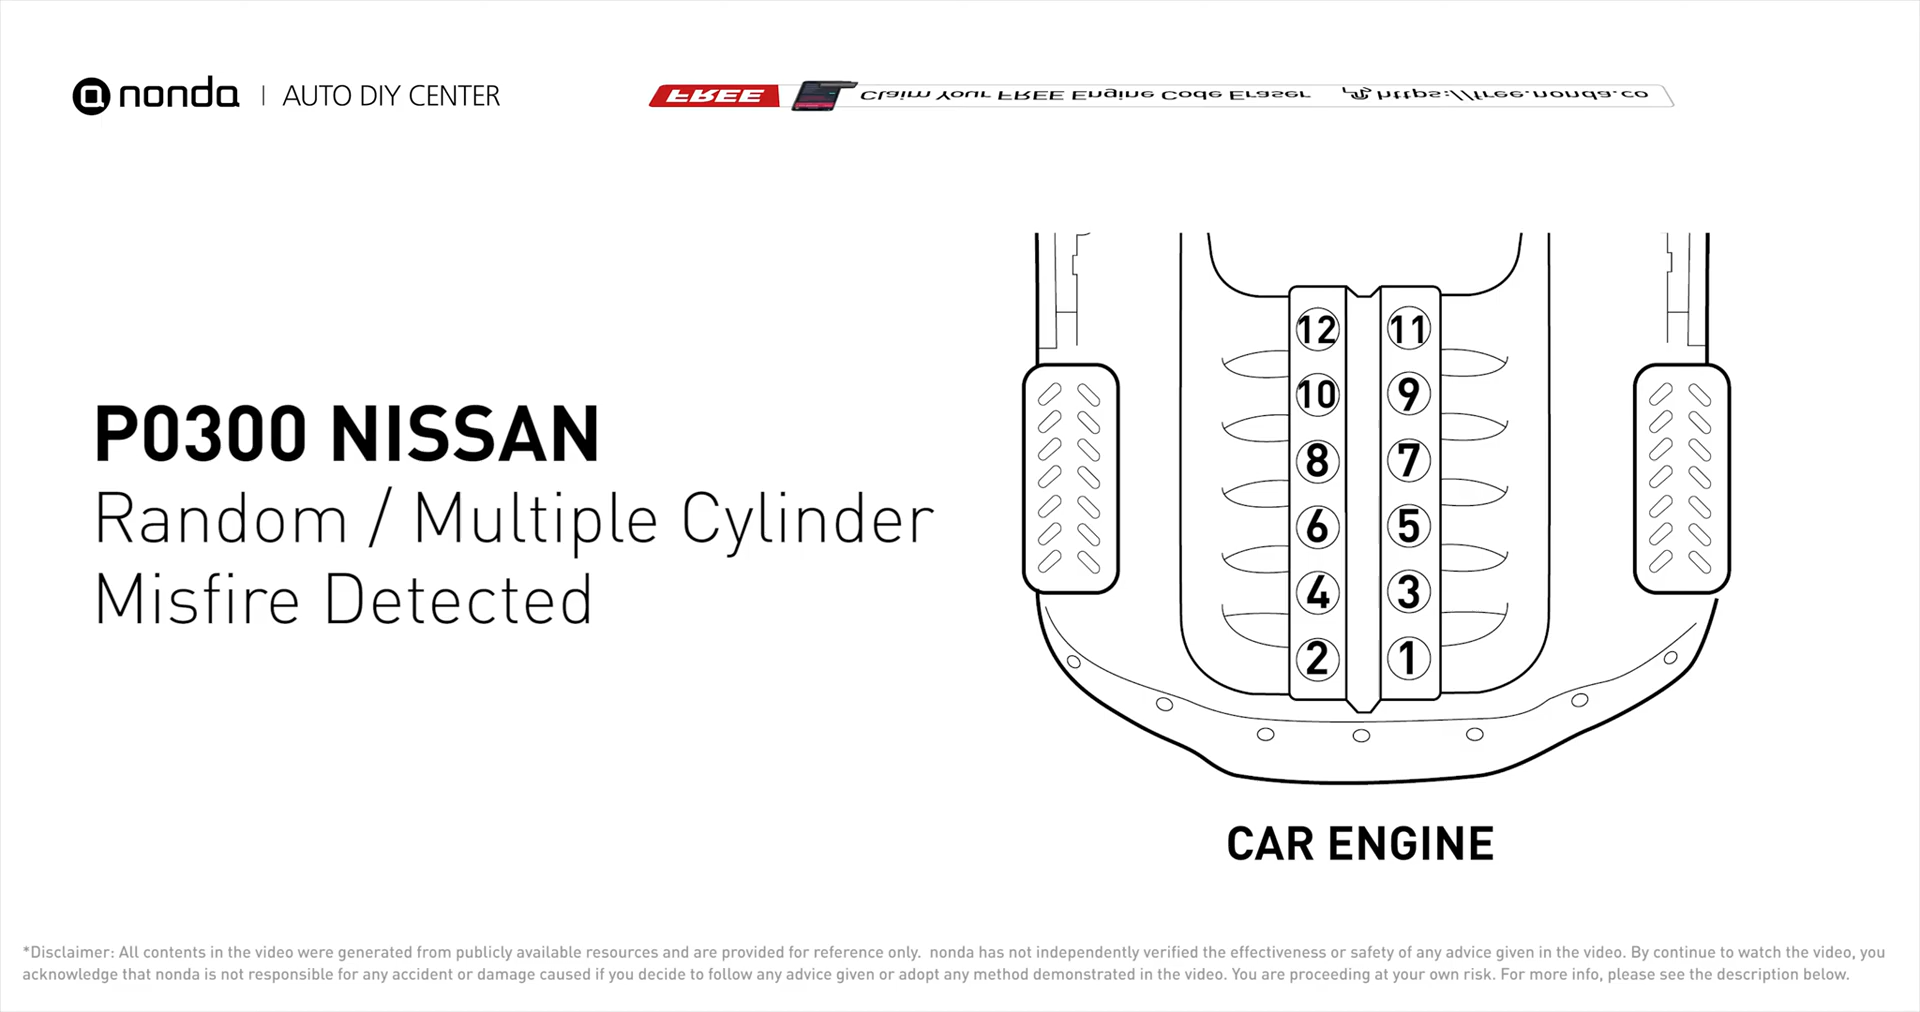 nonda | AUTO DIY CENTER
FREE Claim Your FREE Engine Code Eraser https://free.nonda.co
P0300 NISSAN
Random / Multiple Cylinder
Misfire Detected
12 11
10 9
8 7
6 5
4 3
2 1
CAR ENGINE
*Disclaimer: All contents in the video were generated from publicly available resources and are provided for reference only. nonda has not independently verified the effectiveness or safety of any advice given in the video. By continue to watch the video, you
acknowledge that nonda is not responsible for any accident or damage caused if you decide to follow any advice given or adopt any method demonstrated in the video. You are proceeding at your own risk. For more info, please see the description below.